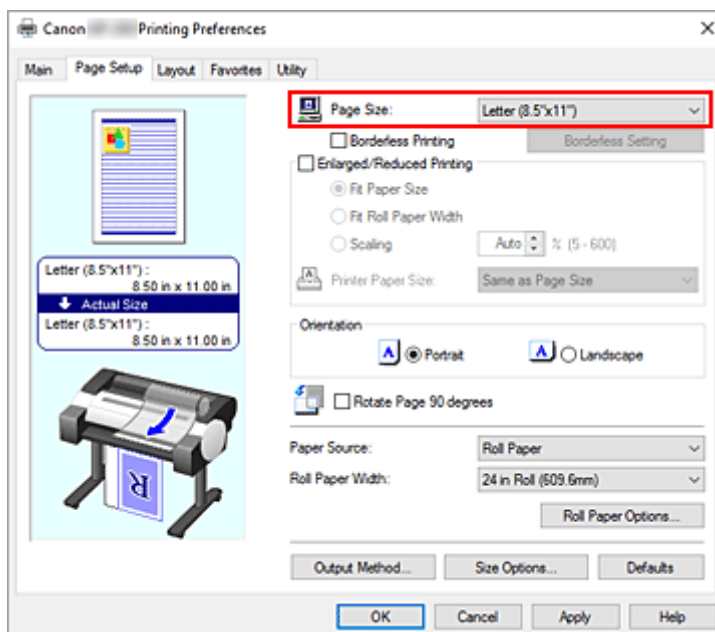 Canon Printing Preferences
Main Page Setup Layout Favorites Utility
Page Size: Letter (8.5"x11")
Borderless Printing Borderless Setting
Enlarged/Reduced Printing
Fit Paper Size
Fit Roll Paper Width
Scaling Auto % (5 - 600)
Printer Paper Size: Same as Page Size
Letter (8.5"x11") :
8.50 in x 11.00 in
Actual Size
Letter (8.5"x11") :
8.50 in x 11.00 in
Orientation
A Portrait A Landscape
Rotate Page 90 degrees
R
Paper Source: Roll Paper
Roll Paper Width: 24 in Roll (609.6mm)
Roll Paper Options...
Output Method... Size Options... Defaults
OK Cancel Apply Help